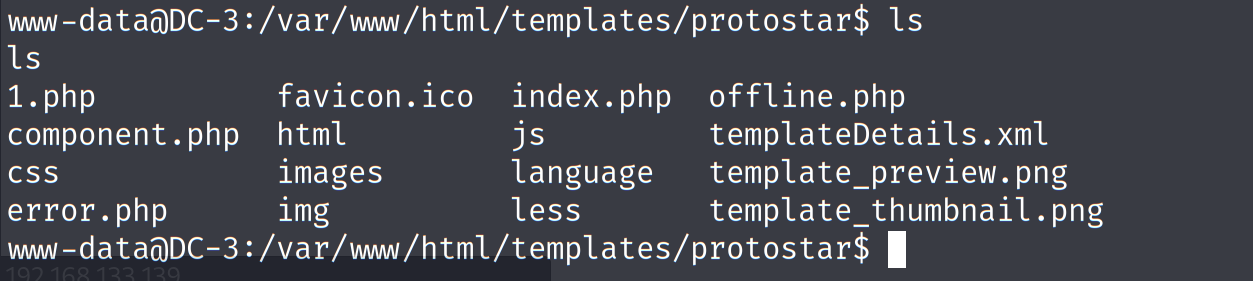 www-data@DC-3:/var/www/html/templates/protostar$ ls
ls
1.php favicon.ico index.php offline.php
component.php html js templateDetails.xml
css images language template_preview.png
error.php img less template_thumbnail.png
www-data@DC-3:/var/www/html/templates/protostar$
192.168.133.139